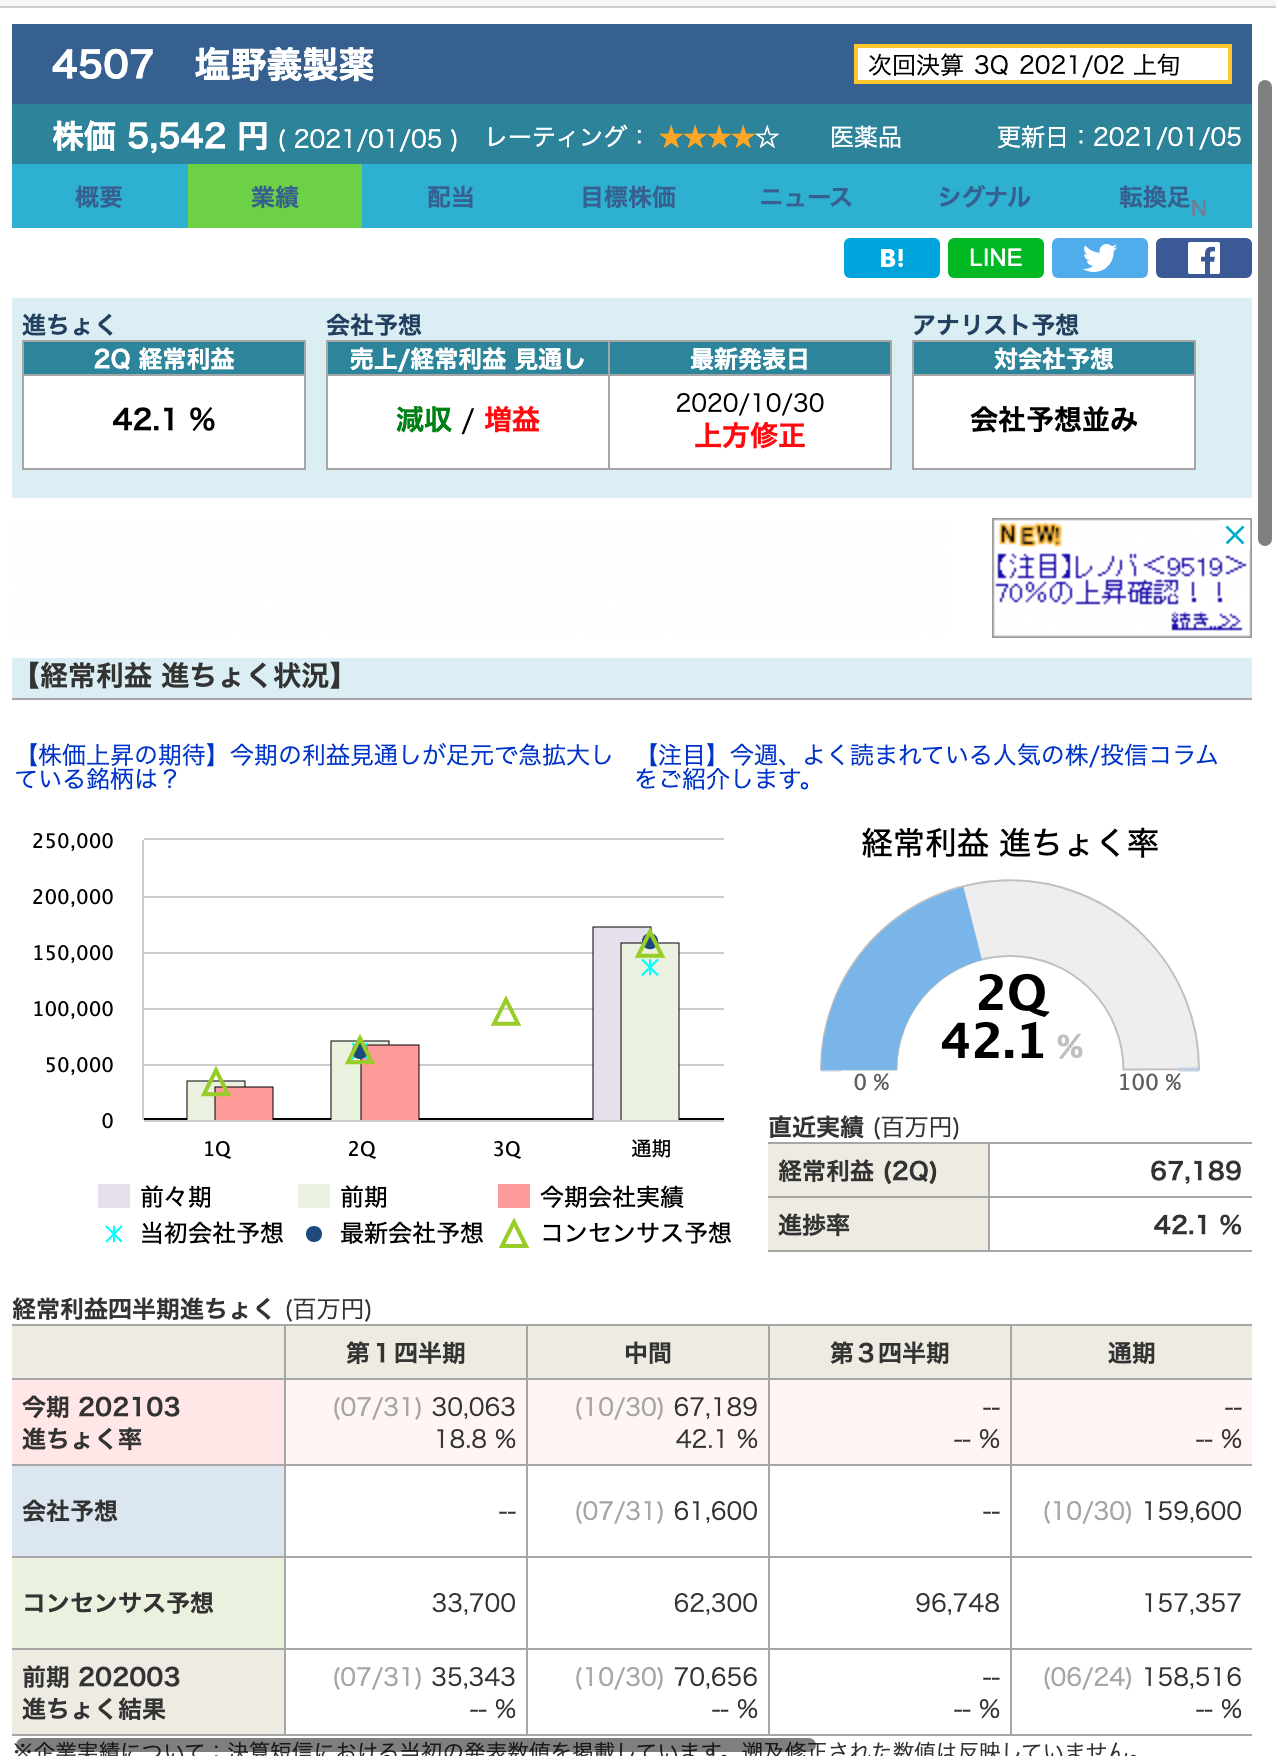 4507 塩野義製薬
次回決算 3Q 2021/02 上旬
株価 5,542 円 ( 2021/01/05 ) レーティング： ★★★★☆ 医薬品 更新日：2021/01/05
概要 業績 配当 目標株価 ニュース シグナル 転換足N
B! LINE
進ちょく 会社予想 アナリスト予想
2Q 経常利益 売上/経常利益 見通し 最新発表日 対会社予想
42.1 % 減収 / 増益 2020/10/30 会社予想並み
上方修正
NEW!
【注目】レノバ<9519>
70%の上昇確認！！
続き..>>
【経常利益 進ちょく状況】
【株価上昇の期待】今期の利益見通しが足元で急拡大し
ている銘柄は？
【注目】今週、よく読まれている人気の株/投信コラム
をご紹介します。
250,000
200,000
150,000
100,000
50,000
0
1Q 2Q 3Q 通期
前々期 前期 今期会社実績
当初会社予想 最新会社予想 コンセンサス予想
経常利益 進ちょく率
2Q
42.1 %
0 % 100 %
直近実績 (百万円)
経常利益 (2Q) 67,189
進捗率 42.1 %
経常利益四半期進ちょく (百万円)
第１四半期 中間 第３四半期 通期
今期 202103 (07/31) 30,063 (10/30) 67,189 -- --
進ちょく率 18.8 % 42.1 % -- % -- %
会社予想 -- (07/31) 61,600 -- (10/30) 159,600
コンセンサス予想 33,700 62,300 96,748 157,357
前期 202003 (07/31) 35,343 (10/30) 70,656 -- (06/24) 158,516
進ちょく結果 -- % -- % -- % -- %
※企業実績について：決算短信における当初の発表数値を掲載しています。遡及修正された数値は反映していません。